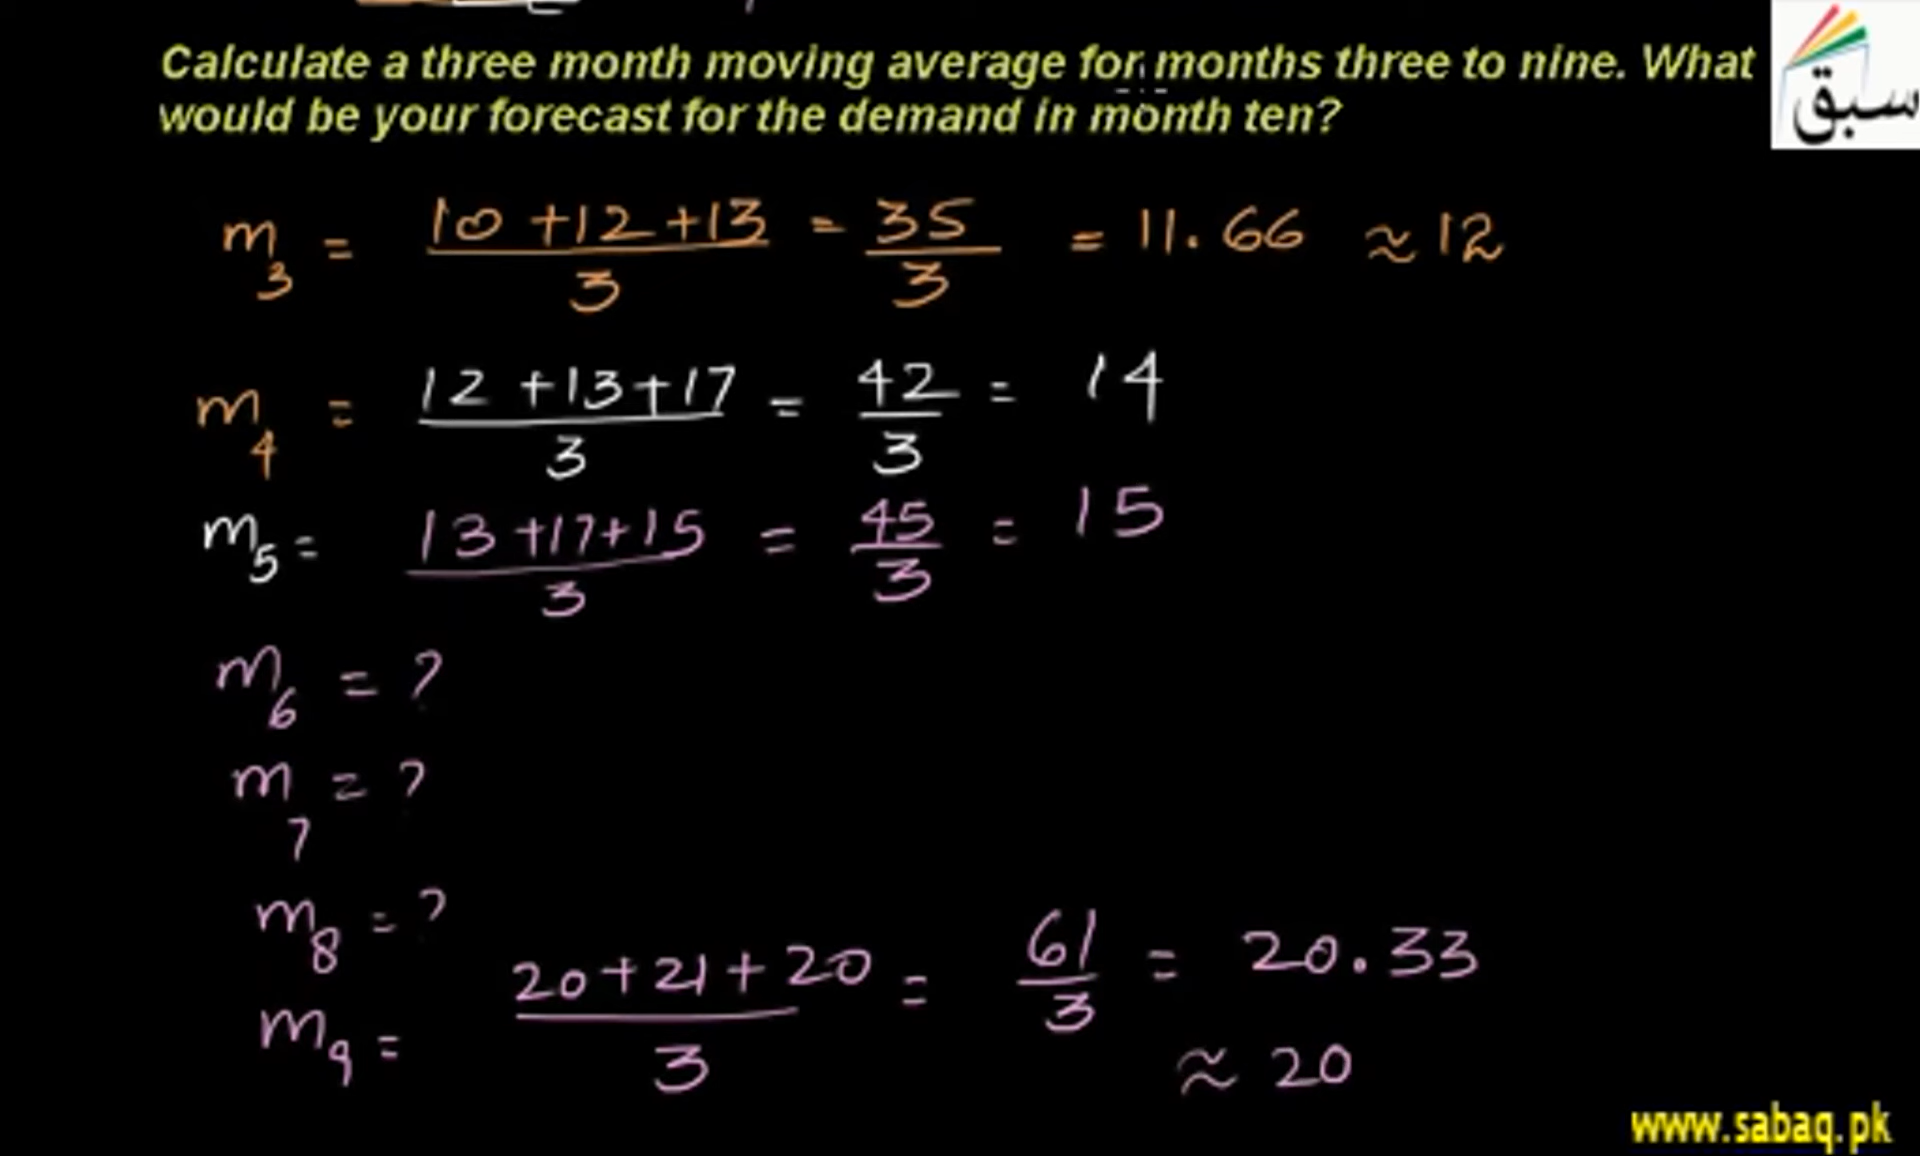 Calculate a three month moving average for months three to nine. What
would be your forecast for the demand in month ten?
سبق
m3 = 10 + 12 + 13 / 3 = 35 / 3 = 11.66 ≈ 12
m4 = 12 + 13 + 17 / 3 = 42 / 3 = 14
m5 = 13 + 17 + 15 / 3 = 45 / 3 = 15
m6 = ?
m7 = ?
m8 = ?
m9 = 20 + 21 + 20 / 3 = 61 / 3 = 20.33
≈ 20
www.sabaq.pk